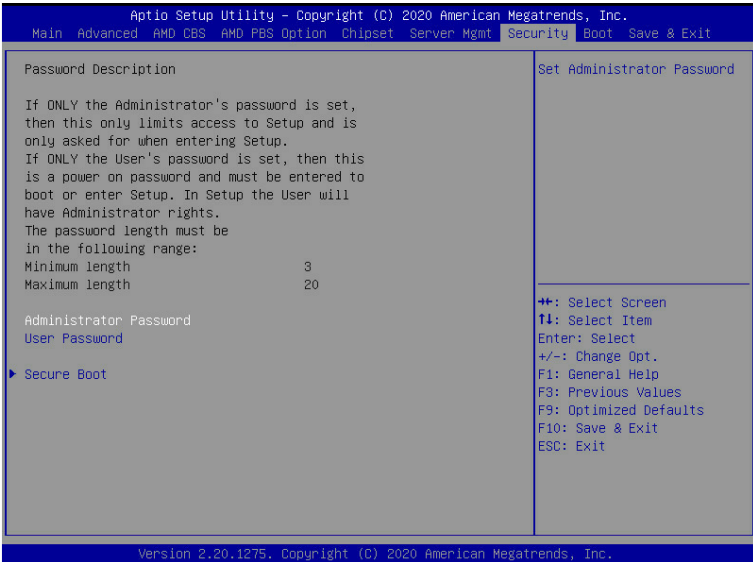 Aptio Setup Utility – Copyright (C) 2020 American Megatrends, Inc.
Main Advanced AMD CBS AMD PBS Option Chipset Server Mgmt Security Boot Save & Exit
Password Description
If ONLY the Administrator's password is set,
then this only limits access to Setup and is
only asked for when entering Setup.
If ONLY the User's password is set, then this
is a power on password and must be entered to
boot or enter Setup. In Setup the User will
have Administrator rights.
The password length must be
in the following range:
Minimum length 3
Maximum length 20
Administrator Password
User Password
Secure Boot
Set Administrator Password
→←: Select Screen
↑↓: Select Item
Enter: Select
+/-: Change Opt.
F1: General Help
F3: Previous Values
F9: Optimized Defaults
F10: Save & Exit
ESC: Exit
Version 2.20.1275. Copyright (C) 2020 American Megatrends, Inc.